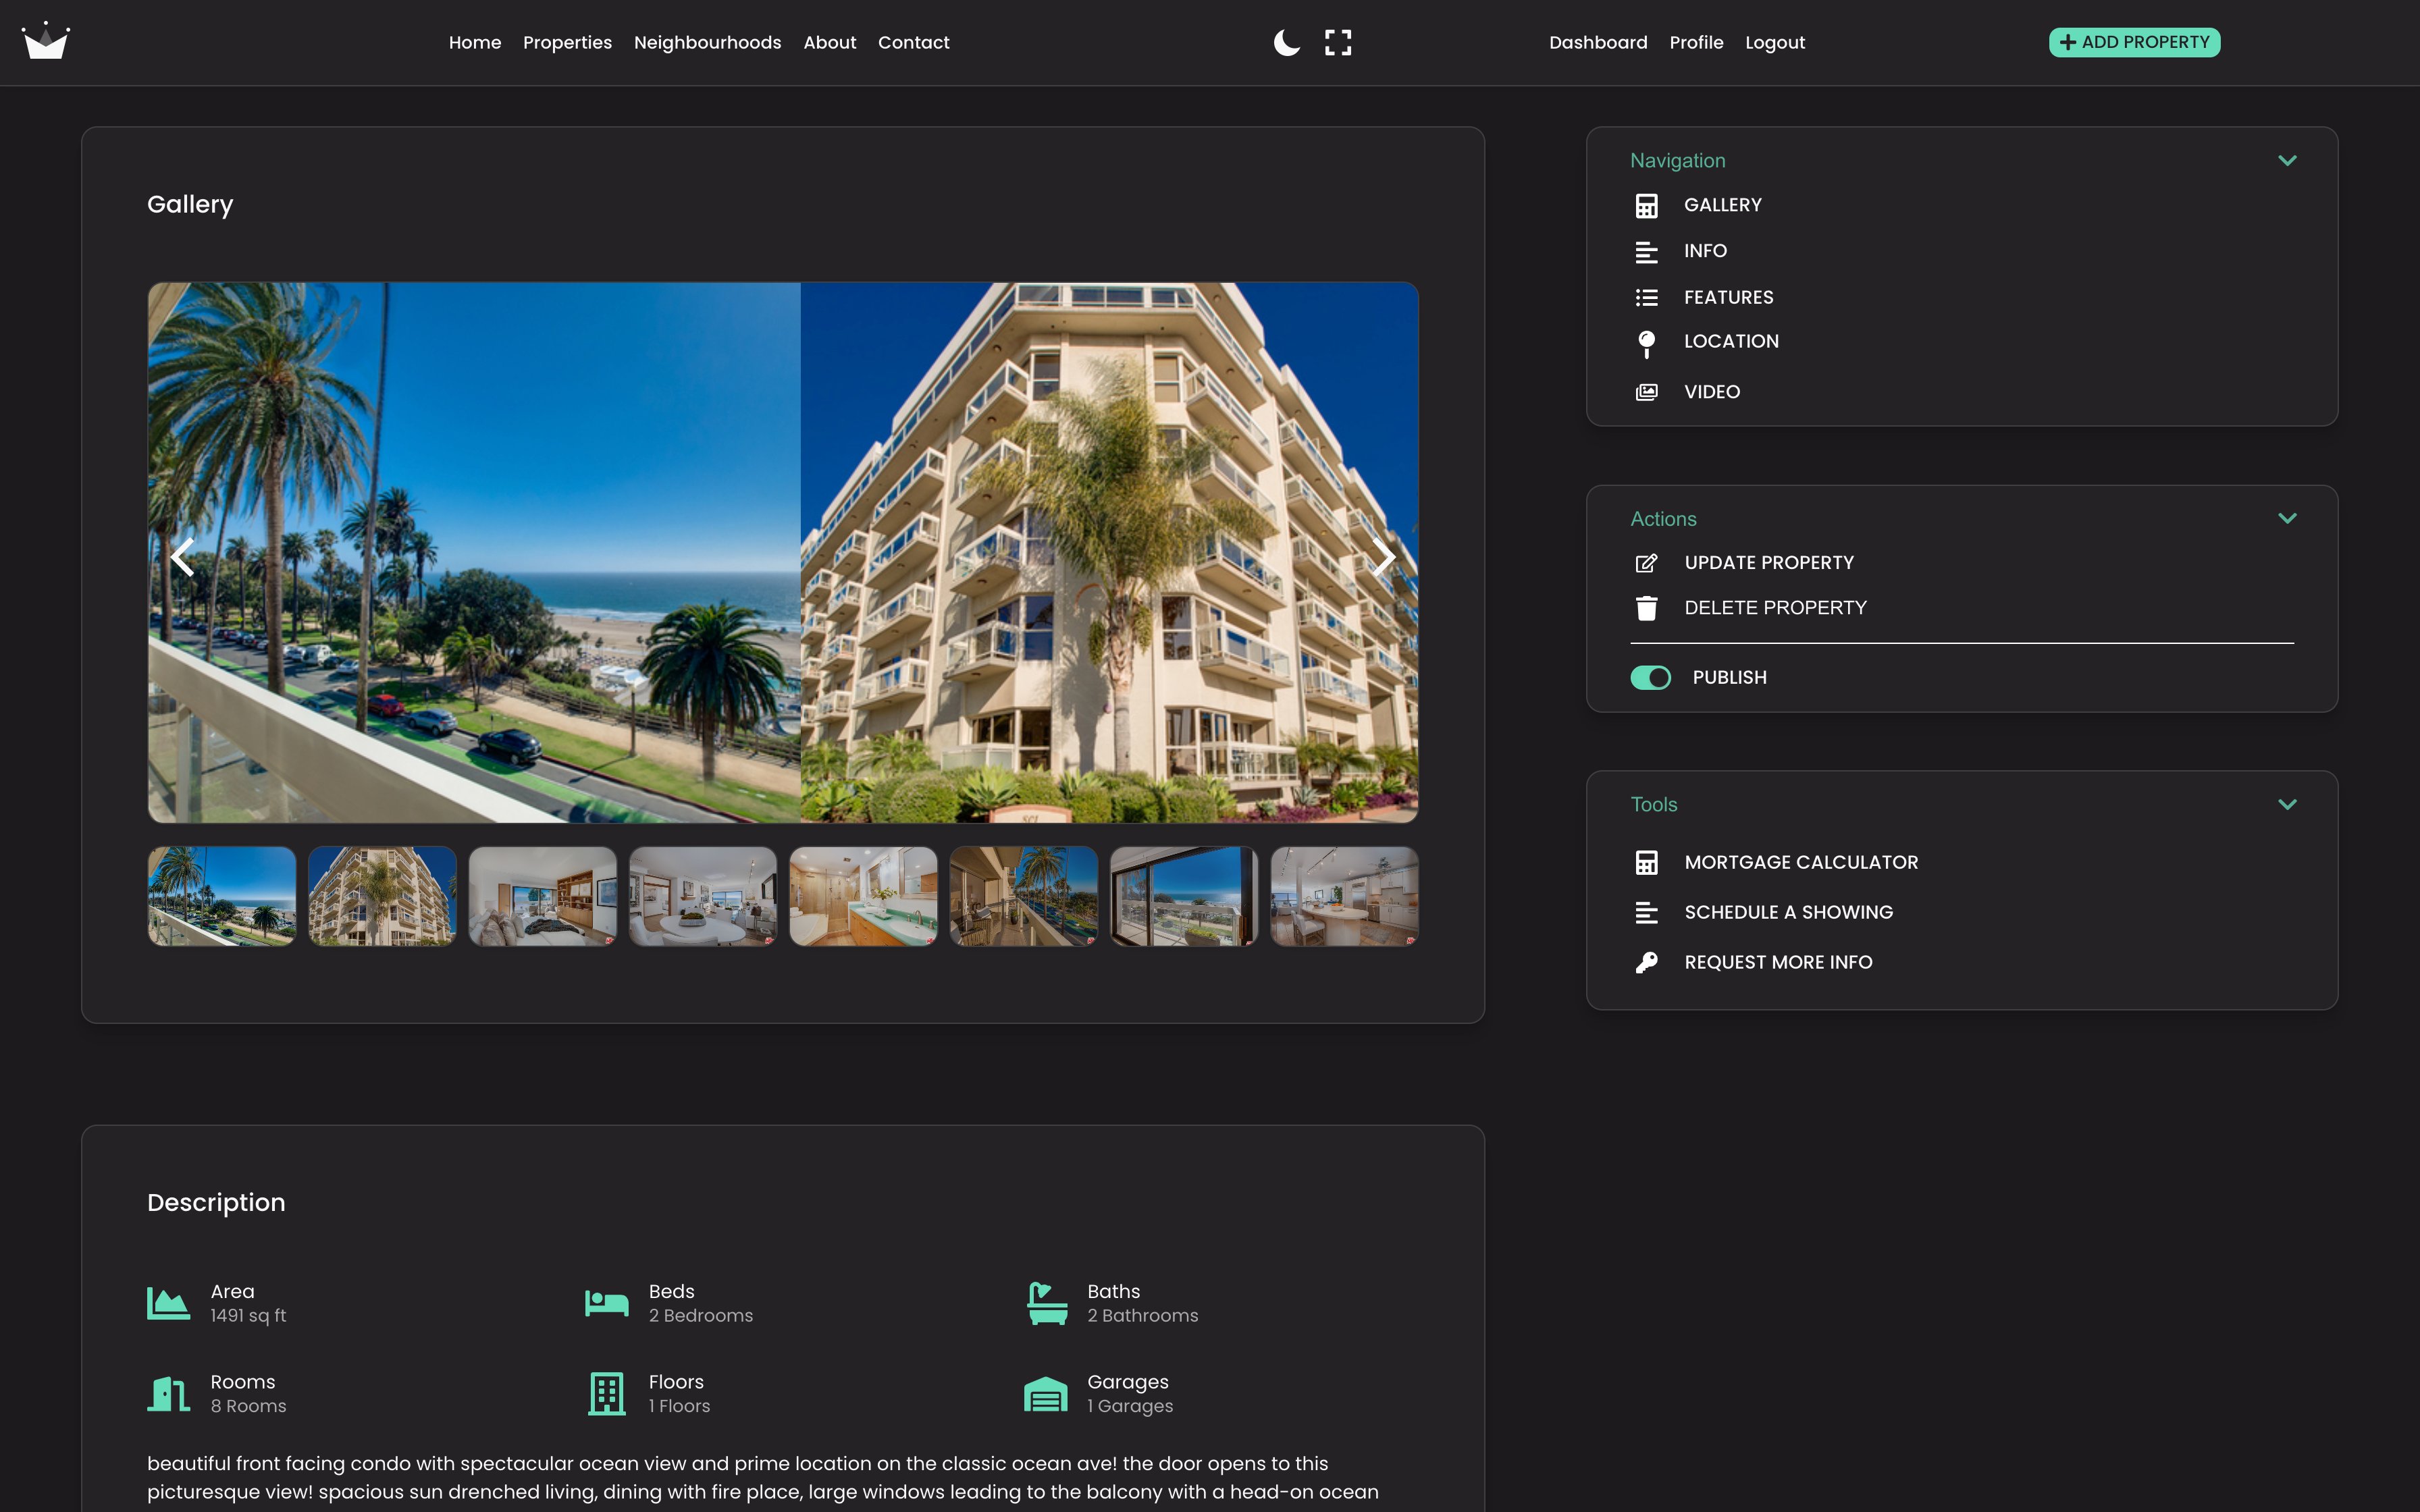 Home Properties Neighbourhoods About Contact Dashboard Profile Logout ADD PROPERTY
Gallery
Navigation
GALLERY
INFO
FEATURES
LOCATION
VIDEO
Actions
UPDATE PROPERTY
DELETE PROPERTY
PUBLISH
Tools
MORTGAGE CALCULATOR
SCHEDULE A SHOWING
REQUEST MORE INFO
Description
Area
1491 sq ft
Beds
2 Bedrooms
Baths
2 Bathrooms
Rooms
8 Rooms
Floors
1 Floors
Garages
1 Garages
beautiful front facing condo with spectacular ocean view and prime location on the classic ocean ave! the door opens to this
picturesque view! spacious sun drenched living, dining with fire place, large windows leading to the balcony with a head-on ocean